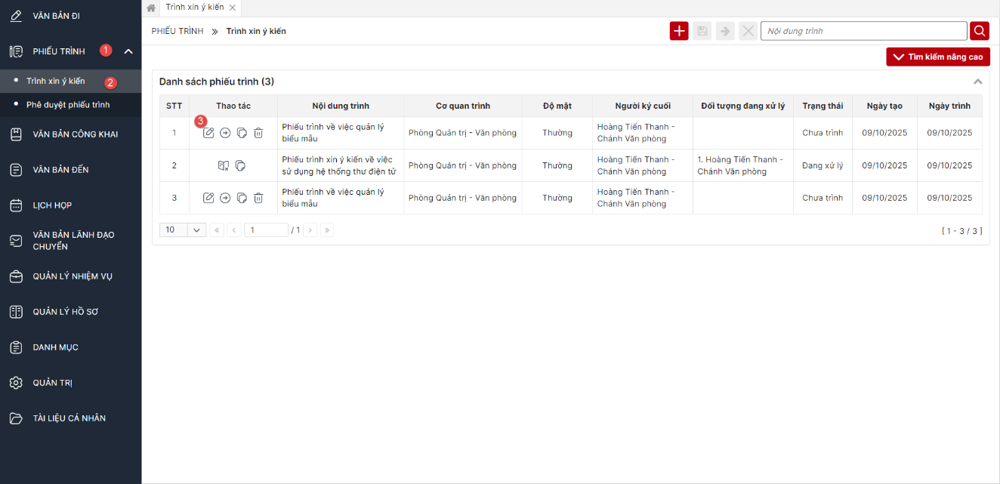 VĂN BẢN ĐI
PHIẾU TRÌNH 1
Trình xin ý kiến 2
Phê duyệt phiếu trình
VĂN BẢN CÔNG KHAI
VĂN BẢN ĐẾN
LỊCH HỌP
VĂN BẢN LÃNH ĐẠO
CHUYỂN
QUẢN LÝ NHIỆM VỤ
QUẢN LÝ HỒ SƠ
DANH MỤC
QUẢN TRỊ
TÀI LIỆU CÁ NHÂN
Trình xin ý kiến
PHIẾU TRÌNH » Trình xin ý kiến
Nội dung trình
Tìm kiếm nâng cao
Danh sách phiếu trình (3)
STT Thao tác Nội dung trình Cơ quan trình Độ mật Người ký cuối Đối tượng đang xử lý Trạng thái Ngày tạo Ngày trình
3
1 Phiếu trình về việc quản lý Phòng Quản trị - Văn phòng Thường Hoàng Tiến Thanh - Chưa trình 09/10/2025 09/10/2025
biểu mẫu Chánh Văn phòng
2 Phiếu trình xin ý kiến về việc Phòng Quản trị - Văn phòng Thường Hoàng Tiến Thanh - 1. Hoàng Tiến Thanh - Đang xử lý 09/10/2025 09/10/2025
sử dụng hệ thống thư điện tử Chánh Văn phòng Chánh Văn phòng
3 Phiếu trình về việc quản lý Phòng Quản trị - Văn phòng Thường Hoàng Tiến Thanh - Chưa trình 09/10/2025 09/10/2025
biểu mẫu Chánh Văn phòng
10 « ‹ 1 / 1 › » [ 1 - 3 / 3 ]